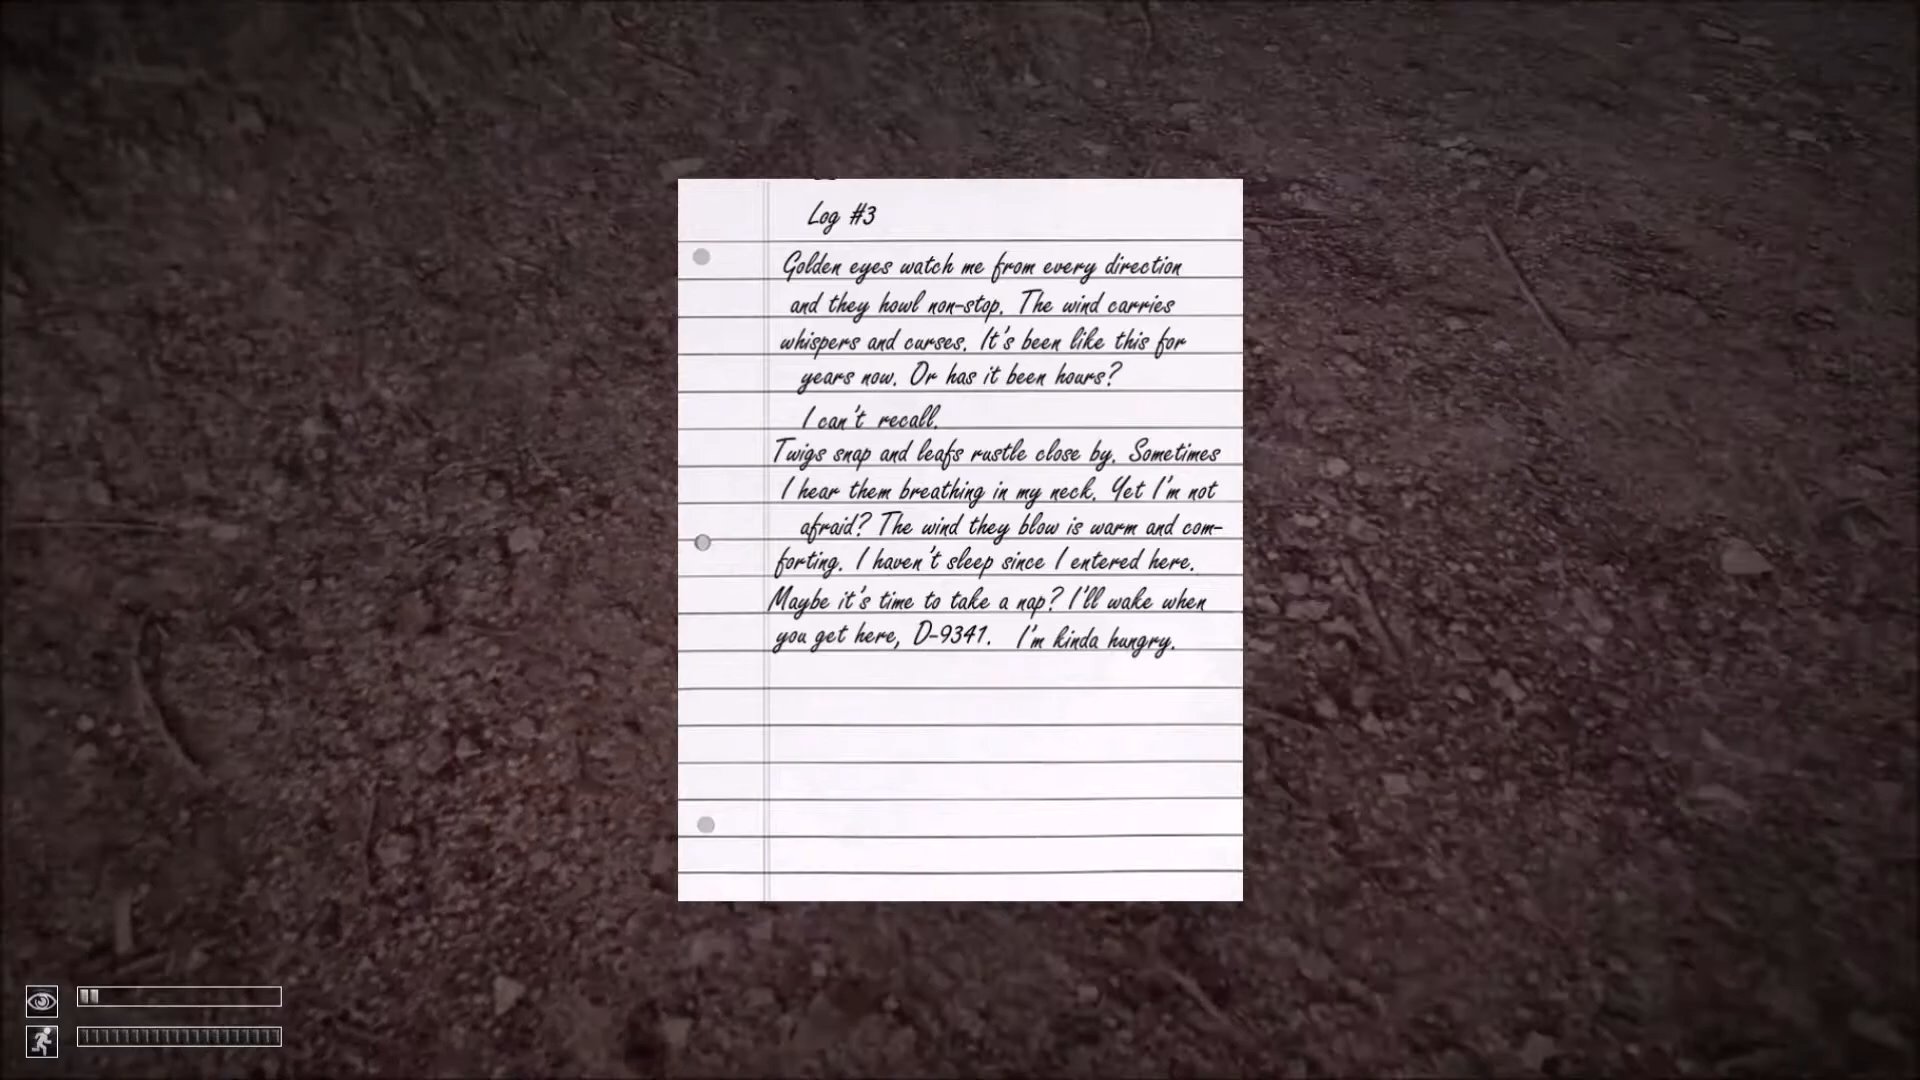 Log #3
Golden eyes watch me from every direction
and they howl non-stop. The wind carries
whispers and curses. It's been like this for
years now. Or has it been hours?
I can't recall.
Twigs snap and leafs rustle close by. Sometimes
I hear them breathing in my neck. Yet I'm not
afraid? The wind they blow is warm and com-
forting. I haven't sleep since I entered here.
Maybe it's time to take a nap? I'll wake when
you get here, D-9341. I'm kinda hungry.